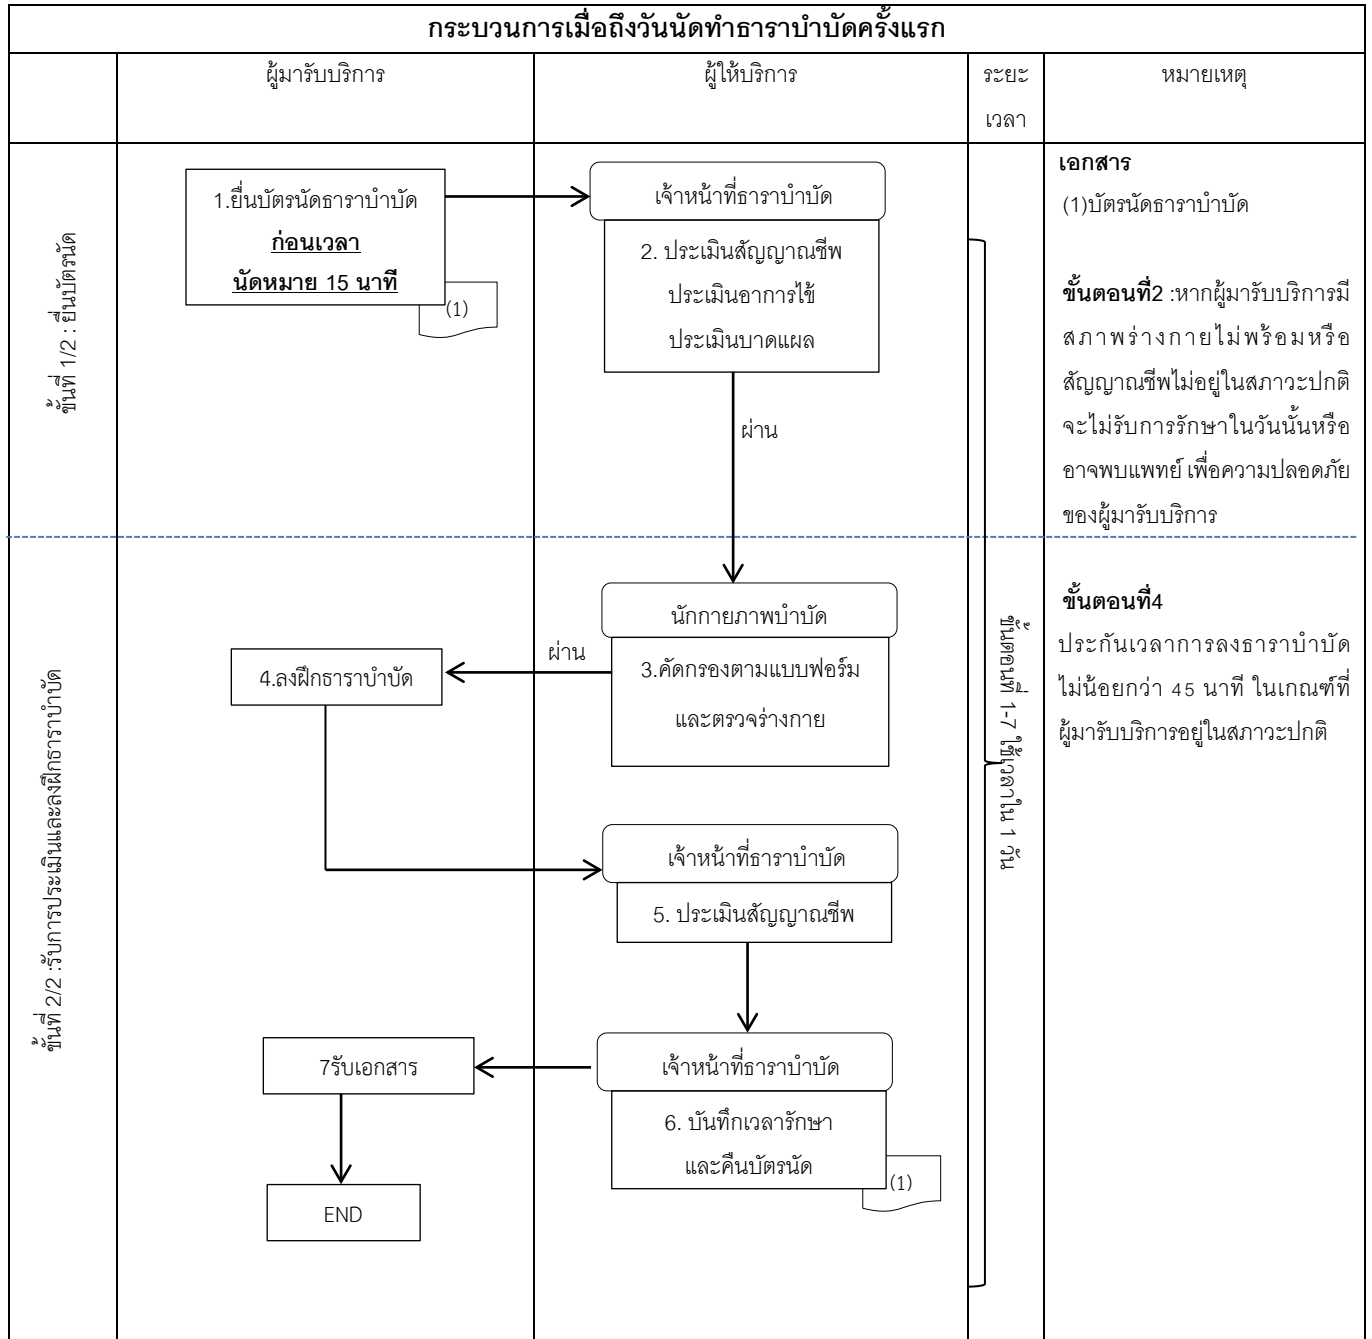 กระบวนการเมื่อถึงวันนัดทำธาราบำบัดครั้งแรก
ผู้มารับบริการ
ผู้ให้บริการ
ระยะ
เวลา
หมายเหตุ
ขั้นที่ 1/2 : ยื่นบัตรนัด
1.ยื่นบัตรนัดธาราบำบัด
ก่อนเวลา
นัดหมาย 15 นาที
(1)
เจ้าหน้าที่ธาราบำบัด
2. ประเมินสัญญาณชีพ
ประเมินอาการไข้
ประเมินบาดแผล
ผ่าน
เอกสาร
(1)บัตรนัดธาราบำบัด
ขั้นตอนที่2 :หากผู้มารับบริการมี
สภาพร่างกายไม่พร้อมหรือ
สัญญาณชีพไม่อยู่ในสภาวะปกติ
จะไม่รับการรักษาในวันนั้นหรือ
อาจพบแพทย์ เพื่อความปลอดภัย
ของผู้มารับบริการ
ขั้นที่ 2/2 :รับการประเมินและลงฝึกธาราบำบัด
นักกายภาพบำบัด
3.คัดกรองตามแบบฟอร์ม
และตรวจร่างกาย
ผ่าน
4.ลงฝึกธาราบำบัด
เจ้าหน้าที่ธาราบำบัด
5. ประเมินสัญญาณชีพ
เจ้าหน้าที่ธาราบำบัด
6. บันทึกเวลารักษา
และคืนบัตรนัด
(1)
7รับเอกสาร
END
ขั้นตอนที่ 1-7 ใช้เวลาใน 1 วัน
ขั้นตอนที่4
ประกันเวลาการลงธาราบำบัด
ไม่น้อยกว่า 45 นาที ในเกณฑ์ที่
ผู้มารับบริการอยู่ในสภาวะปกติ